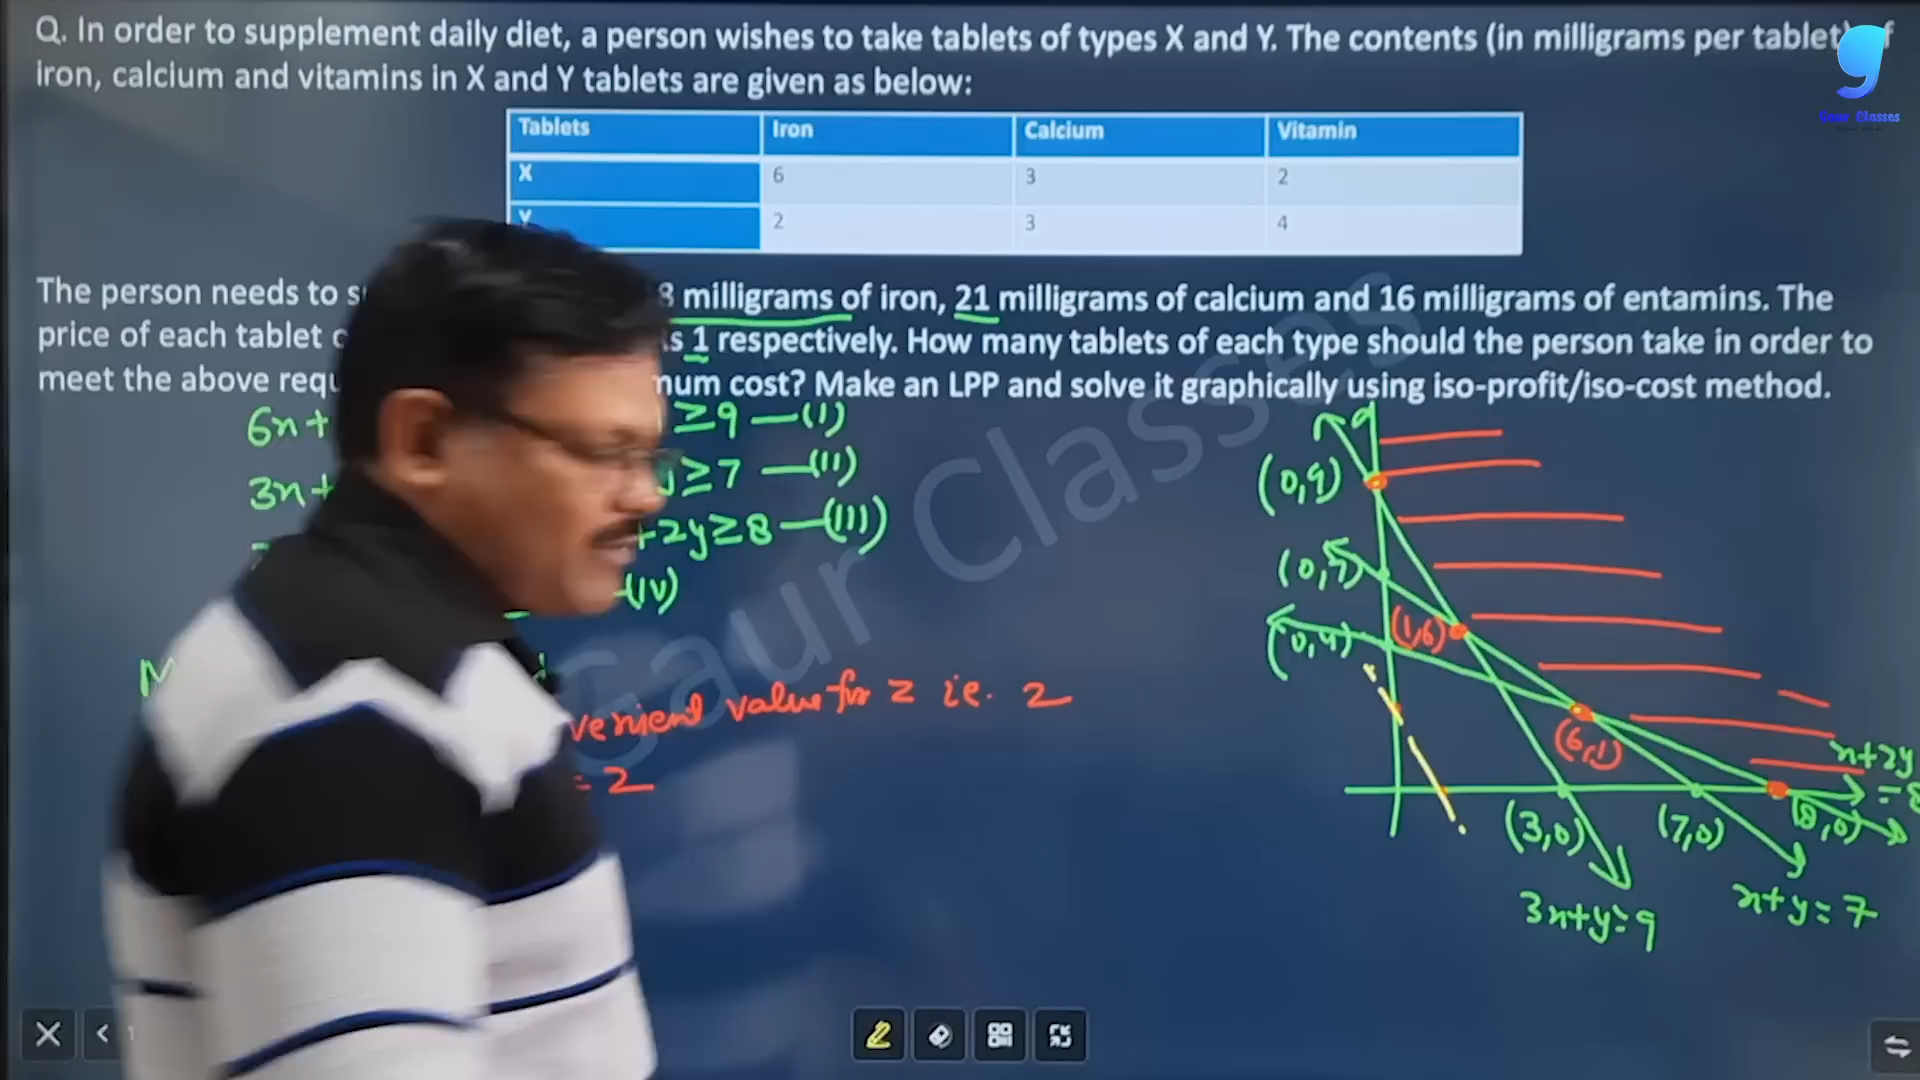 Q. In order to supplement daily diet, a person wishes to take tablets of types X and Y. The contents (in milligrams per tablet)
iron, calcium and vitamins in X and Y tablets are given as below:
Gaur Classes
Tablets Iron Calcium Vitamin
X 6 3 2
Y 2 3 4
The person needs to 8 milligrams of iron, 21 milligrams of calcium and 16 milligrams of entamins. The
price of each tablet 1 respectively. How many tablets of each type should the person take in order to
meet the above cost? Make an LPP and solve it graphically using iso-profit/iso-cost method.
6x+ ≥9 —(I)
3x+ y≥7 —(II)
+2y≥8 —(III)
—(IV)
value for z i.e. 2
= 2
(0,9)
(0,7)
(0,4)
(1,6)
(6,1)
x+2y
=8
(3,0) (7,0) (8,0)
3x+y=9 x+y=7
Gaur Classes